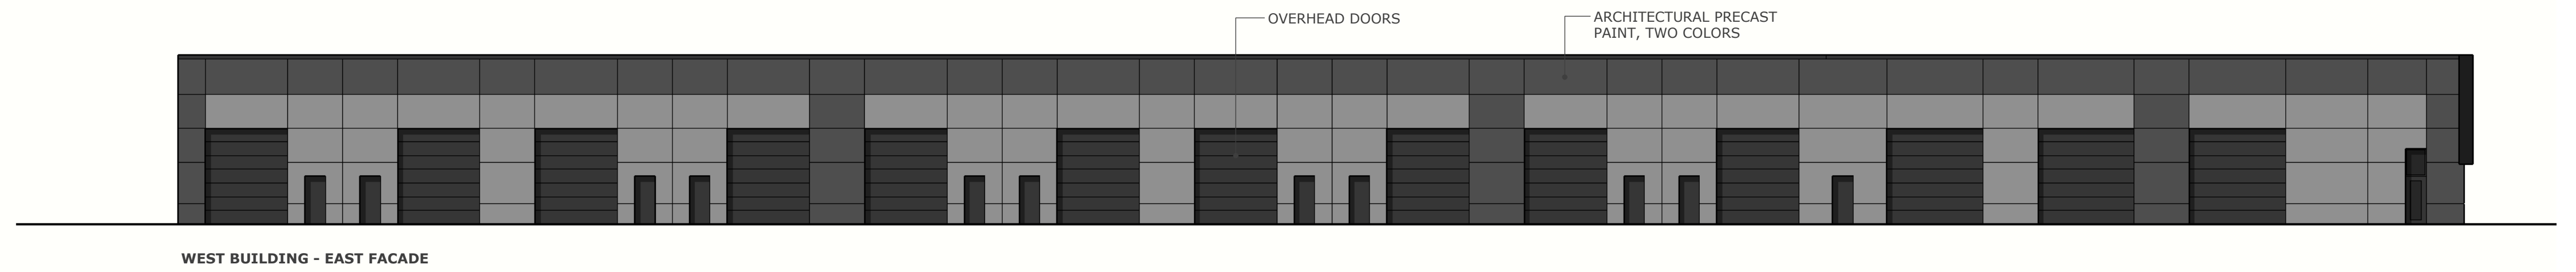 OVERHEAD DOORS
ARCHITECTURAL PRECAST
PAINT, TWO COLORS
WEST BUILDING - EAST FACADE